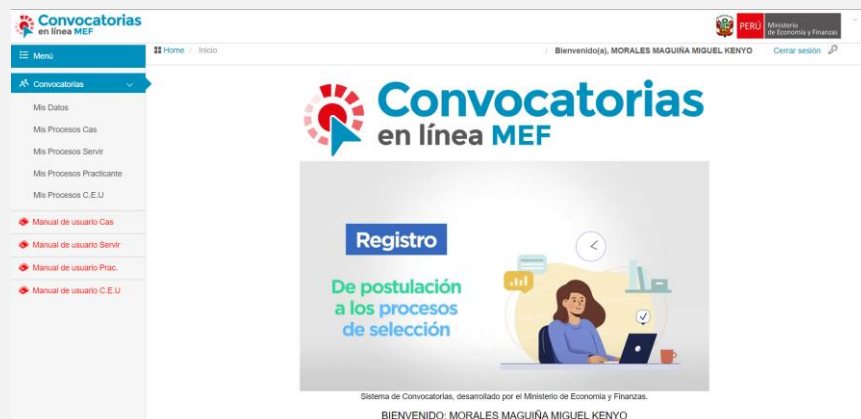 Convocatorias
en línea MEF
PERÚ
Ministerio
de Economía y Finanzas
Menú
Home / Inicio
/ Bienvenido(a), MORALES MAGUIÑA MIGUEL KENYO
Cerrar sesión
Convocatorias
Mis Datos
Mis Procesos Cas
Mis Procesos Servir
Mis Procesos Practicante
Mis Procesos C.E.U
Manual de usuario Cas
Manual de usuario Servir
Manual de usuario Prac.
Manual de usuario C.E.U
Convocatorias
en línea MEF
Registro
De postulación
a los procesos
de selección
Sistema de Convocatorias, desarrollado por el Ministerio de Economía y Finanzas.
BIENVENIDO: MORALES MAGUIÑA MIGUEL KENYO